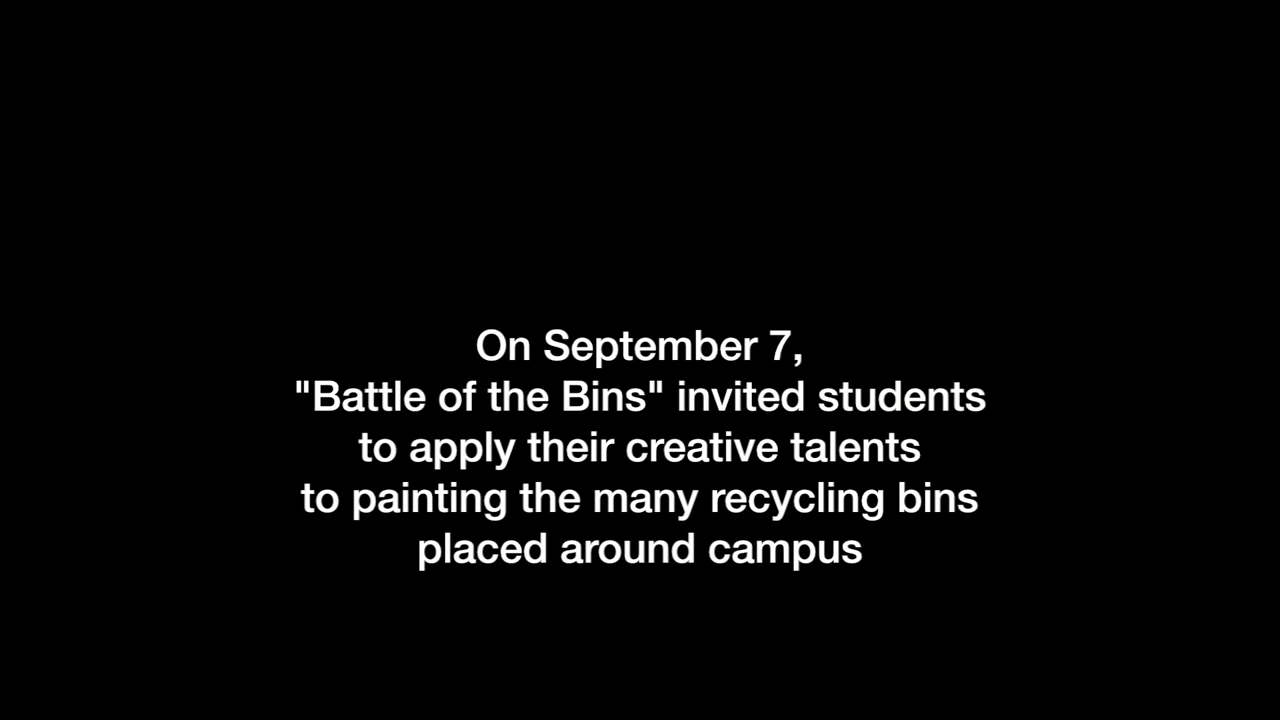 On September 7,
"Battle of the Bins" invited students
to apply their creative talents
to painting the many recycling bins
placed around campus